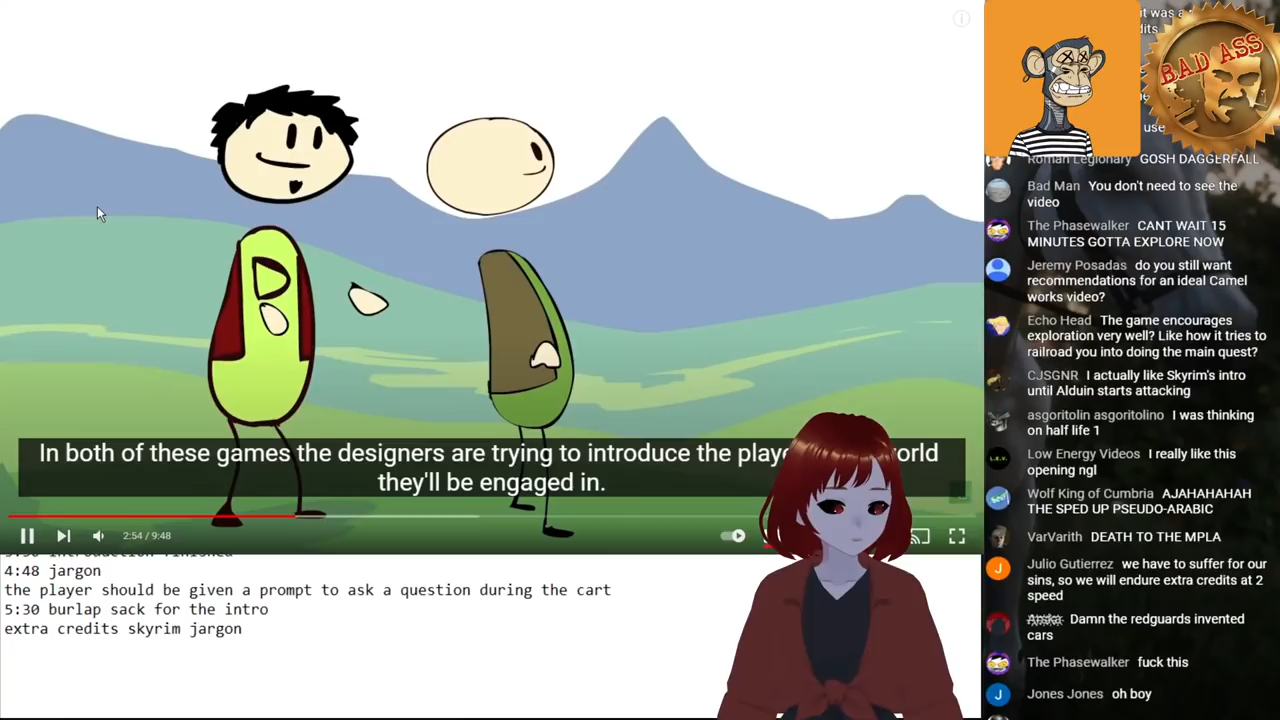 D
In both of these games the designers are trying to introduce the
they'll be engaged in.
2:54 / 9:48
introduction finished
4:48 jargon
the player should be given a prompt to ask a question during the cart
5:30 burlap sack for the intro
extra credits skyrim jargon
BAD ASS
it was a
use
Roman Legionary GOSH DAGGERFALL
Bad Man You don't need to see the
video
The Phasewalker CANT WAIT 15
MINUTES GOTTA EXPLORE NOW
Jeremy Posadas do you still want
recommendations for an ideal Camel
works video?
Echo Head The game encourages
exploration very well? Like how it tries to
railroad you into doing the main quest?
CJSGNR I actually like Skyrim's intro
until Alduin starts attacking
asgoritolin asgoritolino I was thinking
on half life 1
Low Energy Videos I really like this
opening ngl
Wolf King of Cumbria AJAHAHAHAH
THE SPED UP PSEUDO-ARABIC
VarVarith DEATH TO THE MPLA
Julio Gutierrez we have to suffer for our
sins, so we will endure extra credits at 2
speed
Damn the redguards invented
cars
The Phasewalker fuck this
Jones Jones oh boy